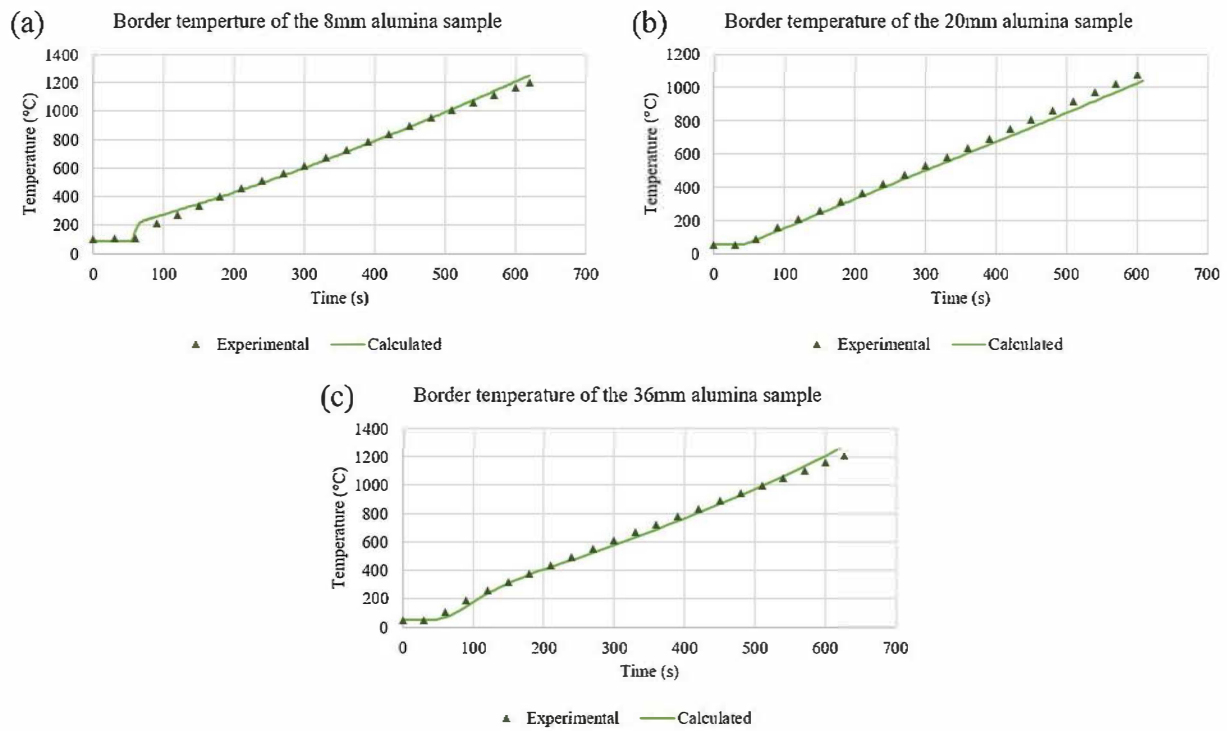 (a)
Border temperture of the 8mm alumina sample
1400
1200
1000
800
600
400
200
0
Temperature (°C)
0 100 200 300 400 500 600 700
Time (s)
Experimental Calculated
(b)
Border temperature of the 20mm alumina sample
1200
1000
800
600
400
200
0
Temperature (°C)
0 100 200 300 400 500 600 700
Time (s)
Experimental Calculated
(c)
Border temperature of the 36mm alumina sample
1400
1200
1000
800
600
400
200
0
Temperature (°C)
0 100 200 300 400 500 600 700
Time (s)
Experimental Calculated